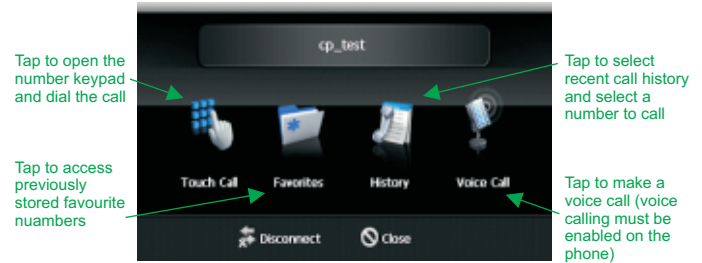 cp_test
Tap to open the
number keypad
and dial the call
Tap to select
recent call history
and select a
number to call
Touch Call
Favorites
History
Voice Call
Tap to access
previously
stored favourite
nuambers
Tap to make a
voice call (voice
calling must be
enabled on the
phone)
Disconnect
Close